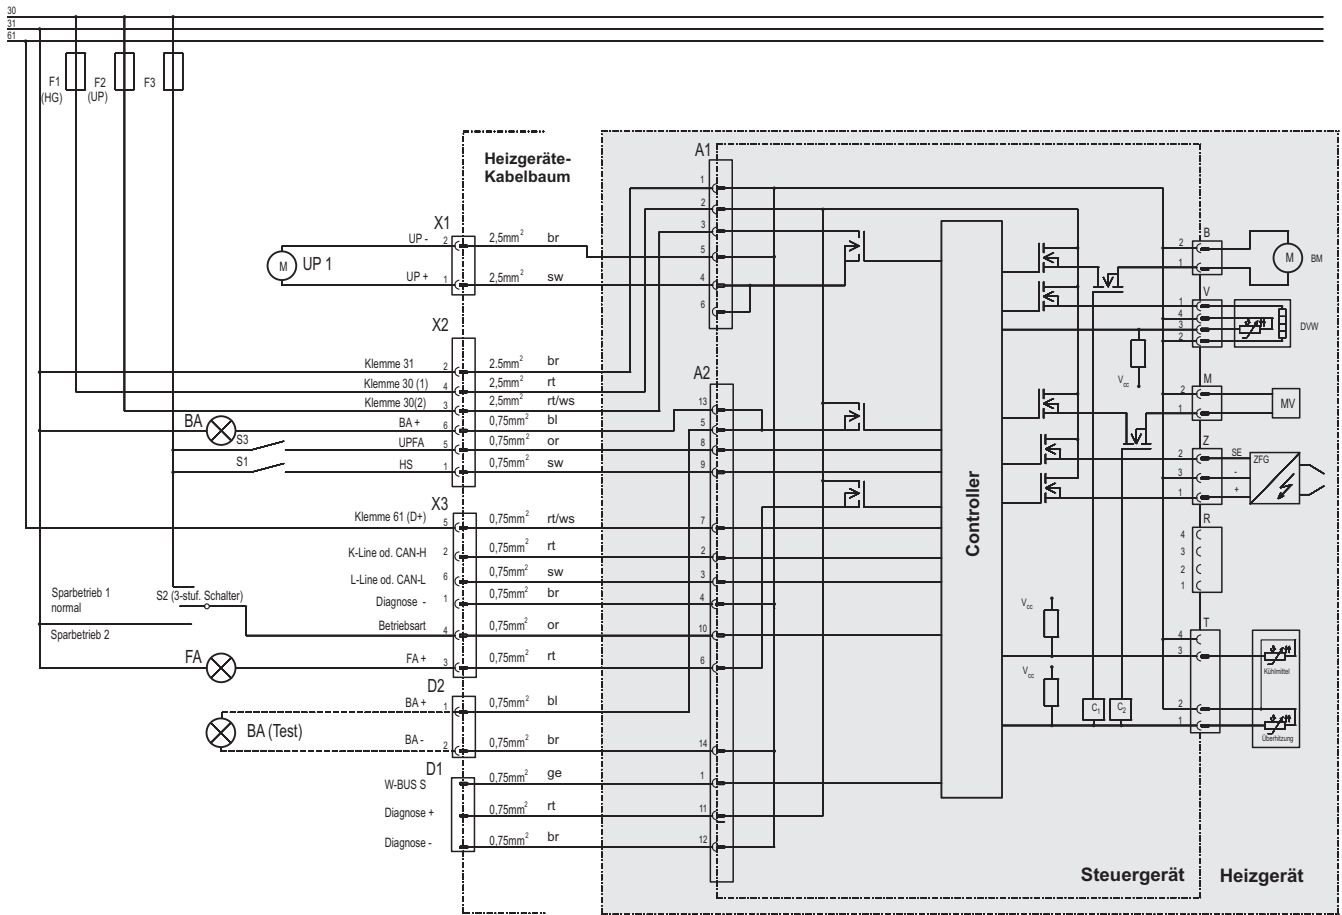 30
31
61
F1
(HG)
F2
(UP)
F3
Heizgeräte-
Kabelbaum
X1
UP - 2 2,5mm² br
UP + 1 2,5mm² sw
M UP 1
X2
Klemme 31 2 2.5mm² br
Klemme 30 (1) 4 2,5mm² rt
Klemme 30(2) 3 2,5mm² rt/ws
BA
BA + 6 0,75mm² bl
S3 UPFA 5 0,75mm² or
S1 HS 1 0,75mm² sw
X3
Klemme 61 (D+) 5 0,75mm² rt/ws
K-Line od. CAN-H 2 0,75mm² rt
L-Line od. CAN-L 6 0,75mm² sw
Diagnose - 1 0,75mm² br
Betriebsart 4 0,75mm² or
FA + 3 0,75mm² rt
Sparbetrieb 1
normal
S2 (3-stuf. Schalter)
Sparbetrieb 2
FA
D2
BA + 1 0,75mm² bl
BA - 2 0,75mm² br
BA (Test)
D1
W-BUS S 0,75mm² ge
Diagnose + 0,75mm² rt
Diagnose - 0,75mm² br
A1
1
2
3
5
4
6
A2
13
5
8
9
7
2
3
4
10
6
14
1
11
12
Controller
Vcc
Vcc
Vcc
C1
C2
B
2
1
M
BM
V
1
4
3
2
DVW
M
2
1
MV
Z
2 SE
3 -
1 +
ZFG
R
4
3
2
1
T
4
3
2
1
Kühlmittel
Überhitzung
Steuergerät
Heizgerät